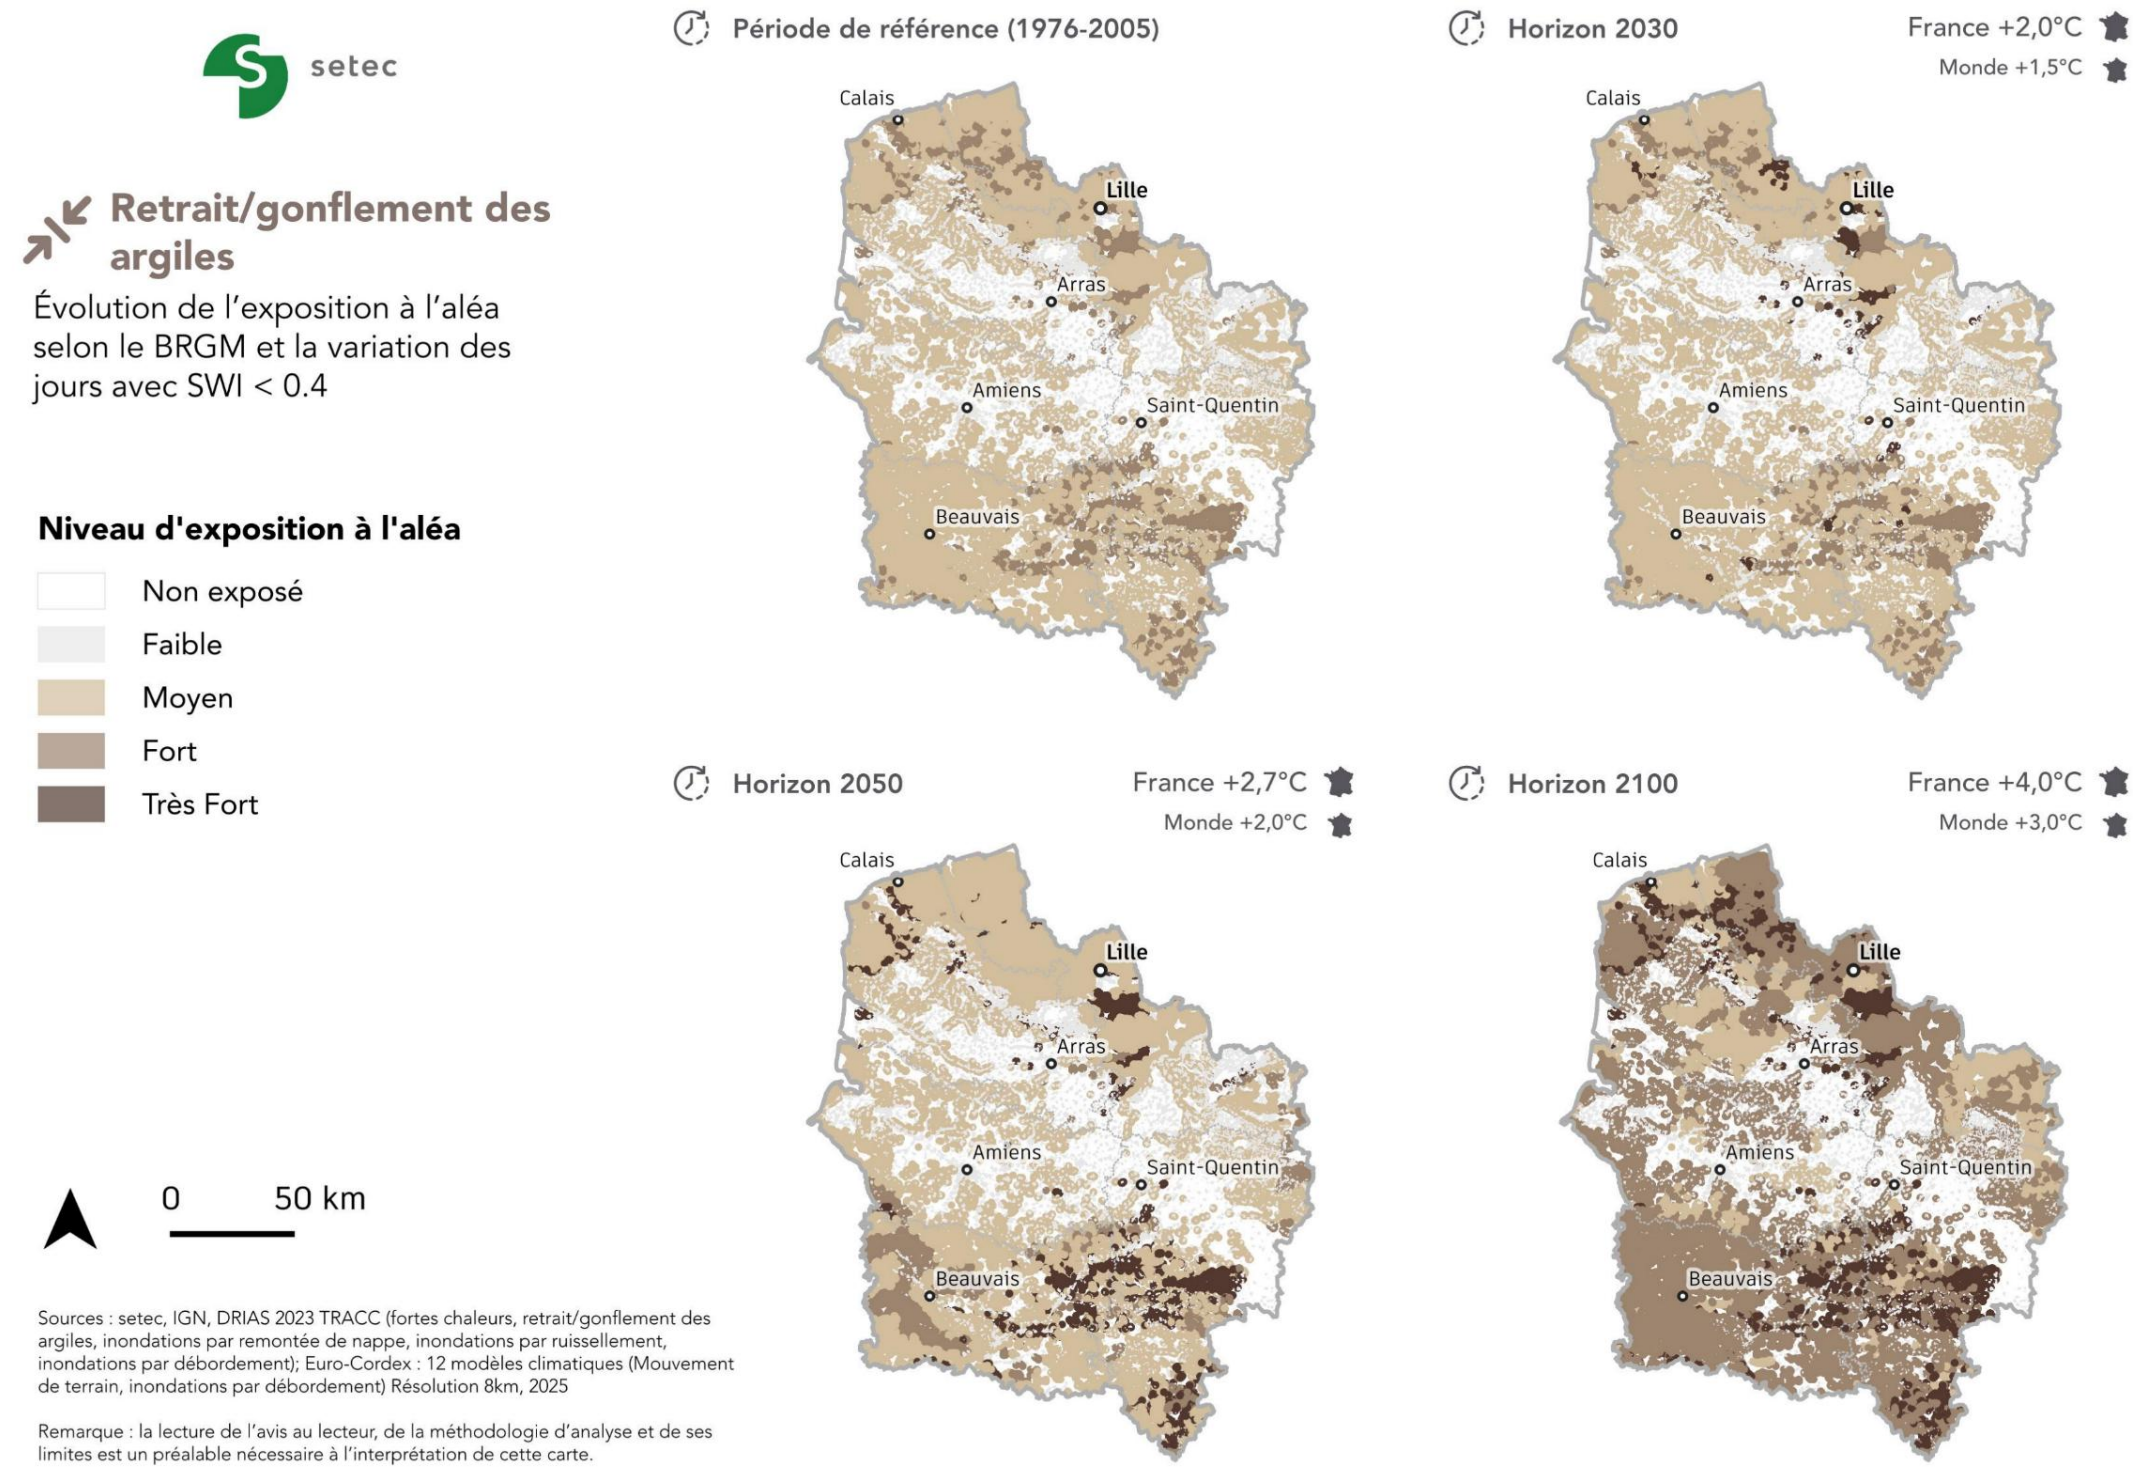 setec
Retrait/gonflement des
argiles
Évolution de l'exposition à l'aléa
selon le BRGM et la variation des
jours avec SWI < 0.4
Niveau d'exposition à l'aléa
Non exposé
Faible
Moyen
Fort
Très Fort
0 50 km
Sources : setec, IGN, DRIAS 2023 TRACC (fortes chaleurs, retrait/gonflement des
argiles, inondations par remontée de nappe, inondations par ruissellement,
inondations par débordement); Euro-Cordex : 12 modèles climatiques (Mouvement
de terrain, inondations par débordement) Résolution 8km, 2025
Remarque : la lecture de l'avis au lecteur, de la méthodologie d'analyse et de ses
limites est un préalable nécessaire à l'interprétation de cette carte.
Période de référence (1976-2005)
Calais
Lille
Arras
Amiens
Saint-Quentin
Beauvais
Horizon 2030
France +2,0°C
Monde +1,5°C
Calais
Lille
Arras
Amiens
Saint-Quentin
Beauvais
Horizon 2050
France +2,7°C
Monde +2,0°C
Calais
Lille
Arras
Amiens
Saint-Quentin
Beauvais
Horizon 2100
France +4,0°C
Monde +3,0°C
Calais
Lille
Arras
Amiens
Saint-Quentin
Beauvais